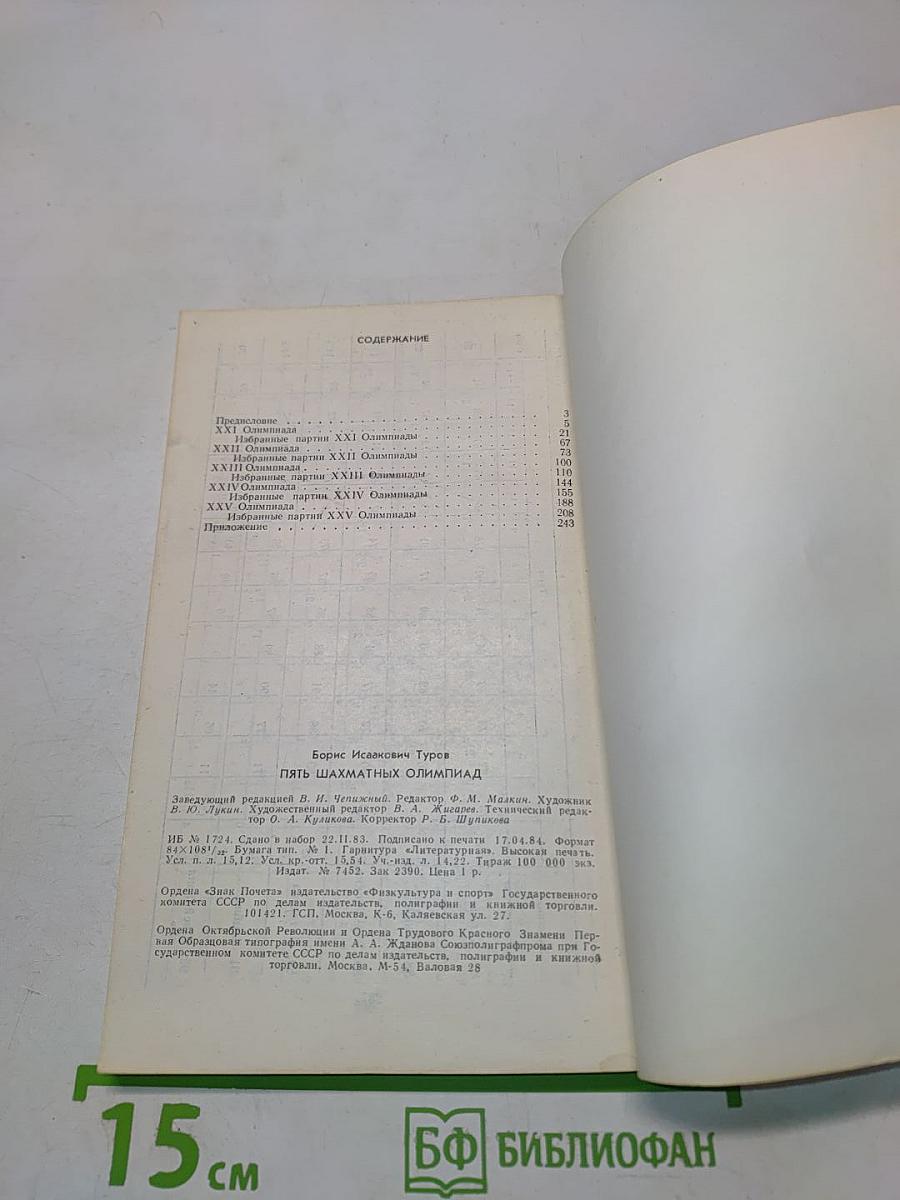 СОДЕРЖАНИЕ
Предисловие . . . 3
XXI Олимпиада . . . 5
Избранные партии XXI Олимпиады . . . 21
XXII Олимпиада . . . 67
Избранные партии XXII Олимпиады . . . 73
XXIII Олимпиада . . . 100
Избранные партии XXIII Олимпиады . . . 110
XXIV Олимпиада . . . 144
Избранные партии XXIV Олимпиады . . . 155
XXV Олимпиада . . . 188
Избранные партии XXV Олимпиады . . . 208
Приложение . . . 243
Борис Исаакович Туров
ПЯТЬ ШАХМАТНЫХ ОЛИМПИАД
Заведующий редакцией В. И. Чепижный. Редактор Ф. М. Малкин. Художник
В. Ю. Лукин. Художественный редактор В. А. Жигарев. Технический редак-
тор О. А. Куликова. Корректор Р. Б. Шупикова
ИБ № 1724. Сдано в набор 22.11.83. Подписано к печати 17.04.84. Формат
84×108¹/₃₂. Бумага тип. № 1. Гарнитура «Литературная». Высокая печать.
Усл. п. л. 15,12. Усл. кр.-отт. 15,54. Уч.-изд. л. 14,22. Тираж 100 000 экз.
Издат. № 7452. Зак 2390. Цена 1 р.
Ордена «Знак Почета» издательство «Физкультура и спорт» Государственного
комитета СССР по делам издательств, полиграфии и книжной торговли.
101421. ГСП, Москва, К-6, Каляевская ул. 27.
Ордена Октябрьской Революции и Ордена Трудового Красного Знамени Пер-
вая Образцовая типография имени А. А. Жданова Союзполиграфпрома при Го-
сударственном комитете СССР по делам издательств, полиграфии и книжной
торговли. Москва, М-54, Валовая 28
15 см
БФ БИБЛИОФАН